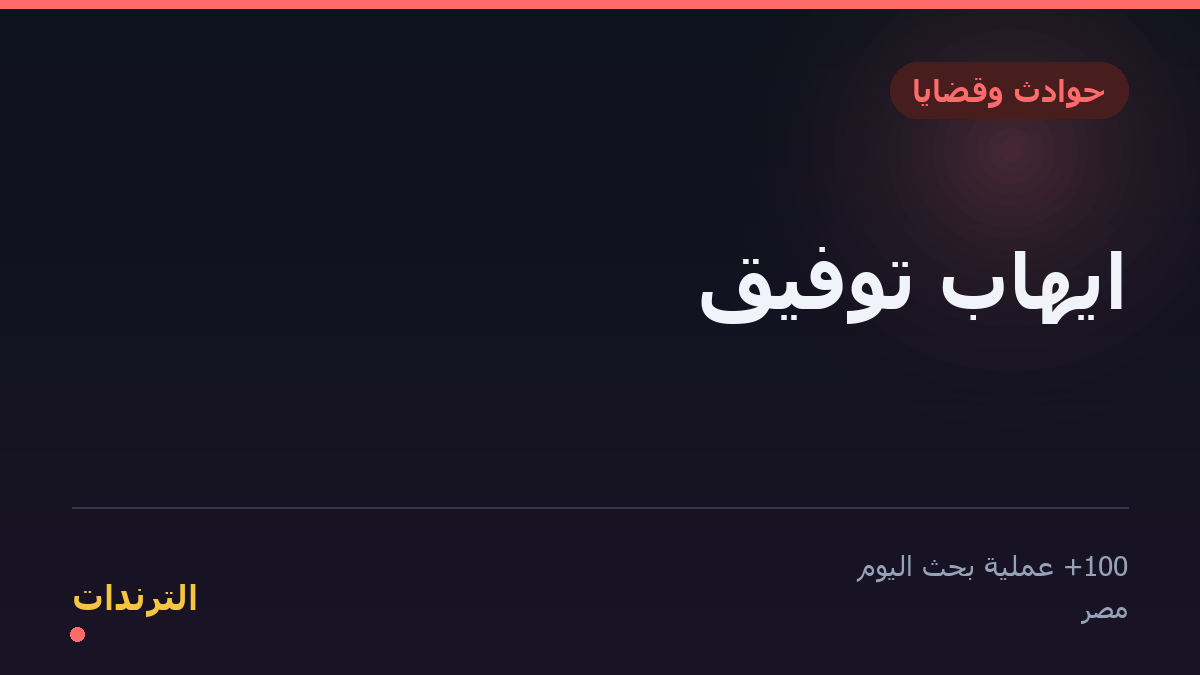 حوادث وقضايا
ايهاب توفيق
100+ عملية بحث اليوم
مصر
الترندات